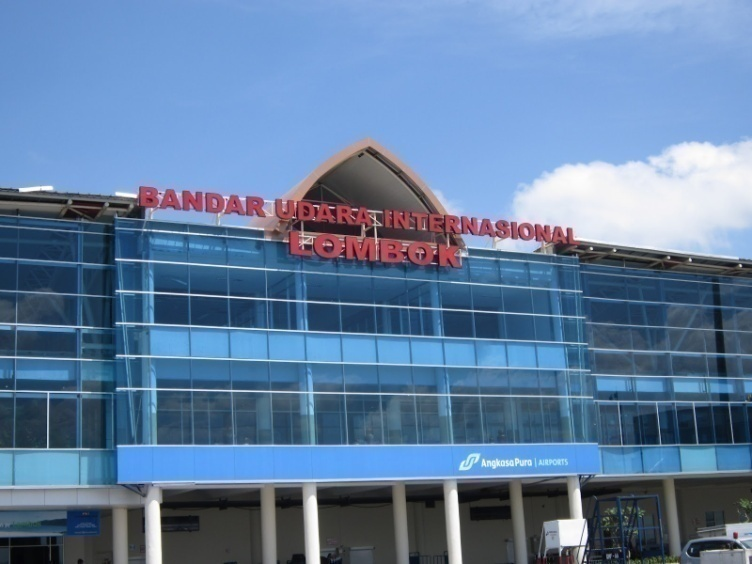 BANDAR UDARA INTERNASIONAL
LOMBOK
AngkasaPura | AIRPORTS